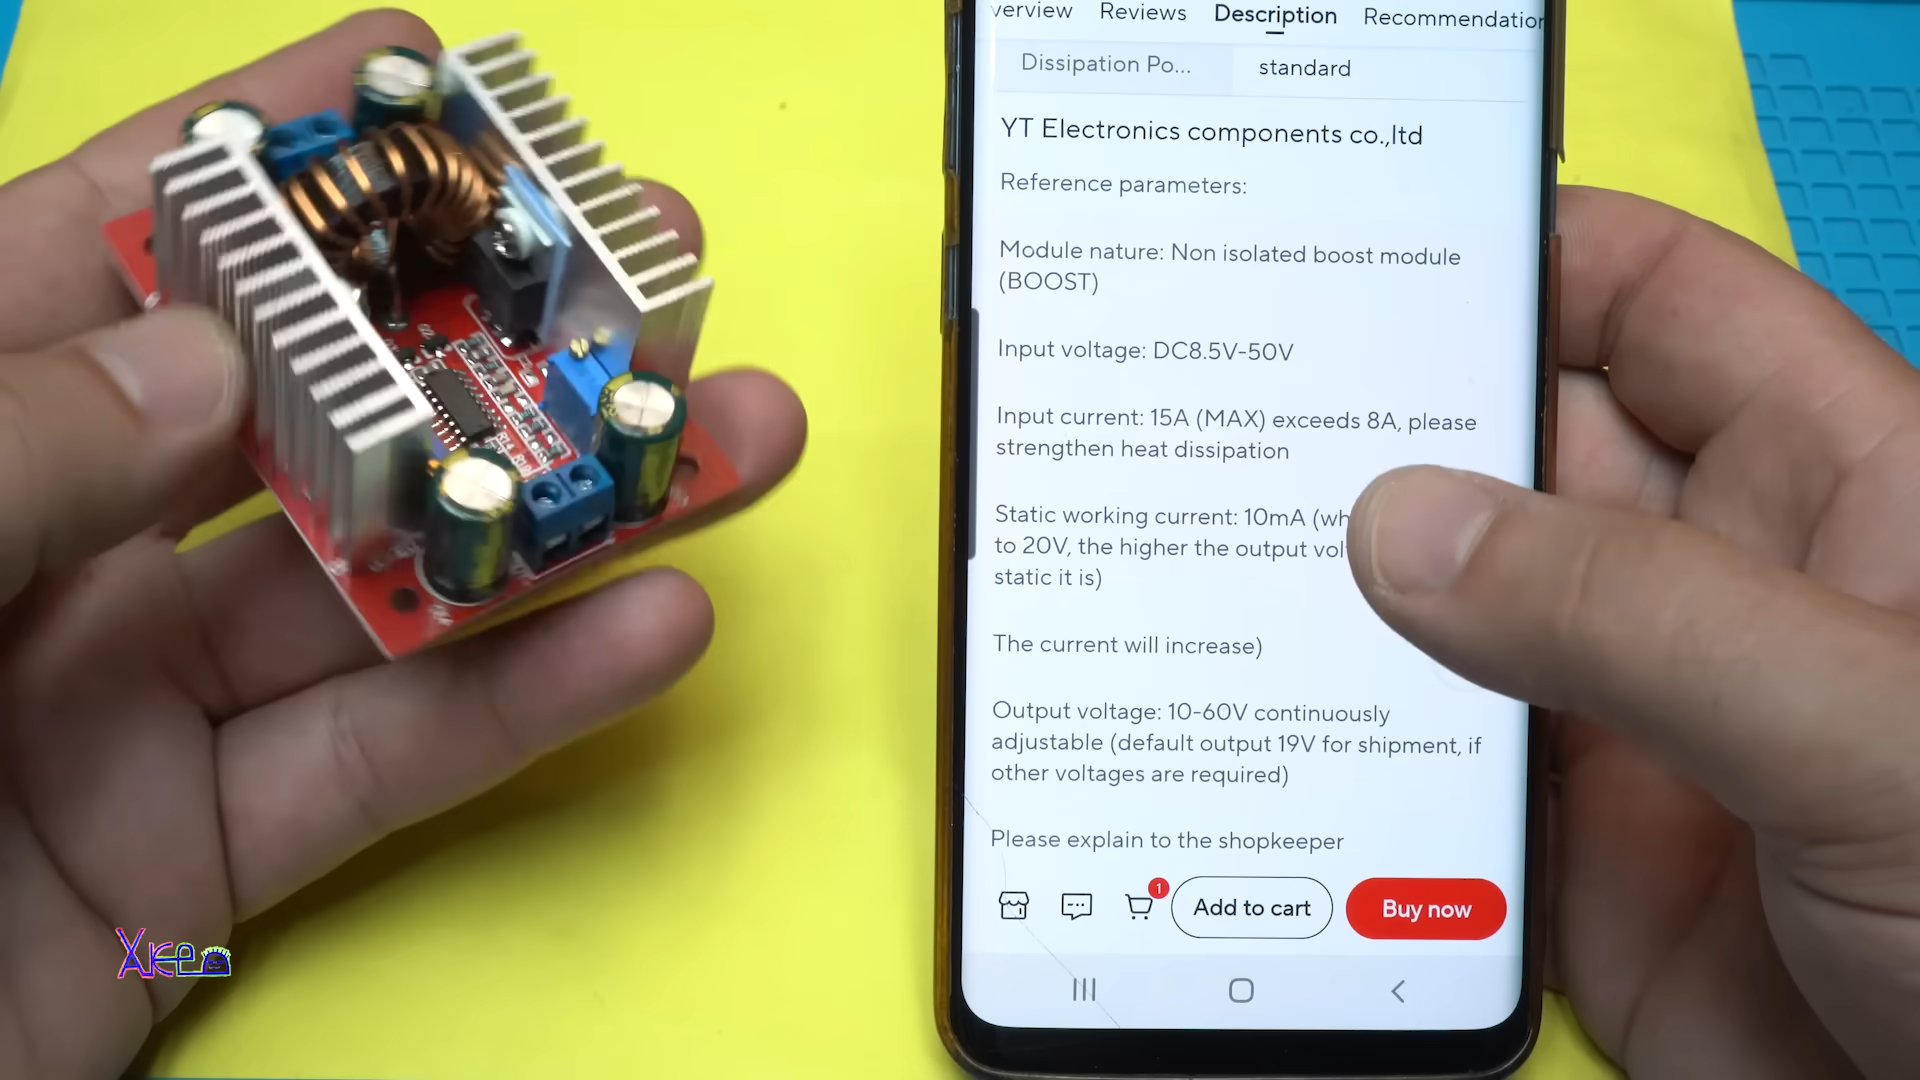 verview Reviews Description Recommendation
Dissipation Po... standard
YT Electronics components co.,ltd
Reference parameters:
Module nature: Non isolated boost module
(BOOST)
Input voltage: DC8.5V-50V
Input current: 15A (MAX) exceeds 8A, please
strengthen heat dissipation
Static working current: 10mA (wh
to 20V, the higher the output vol
static it is)
The current will increase)
Output voltage: 10-60V continuously
adjustable (default output 19V for shipment, if
other voltages are required)
Please explain to the shopkeeper
1
Add to cart
Buy now
R14
XKe